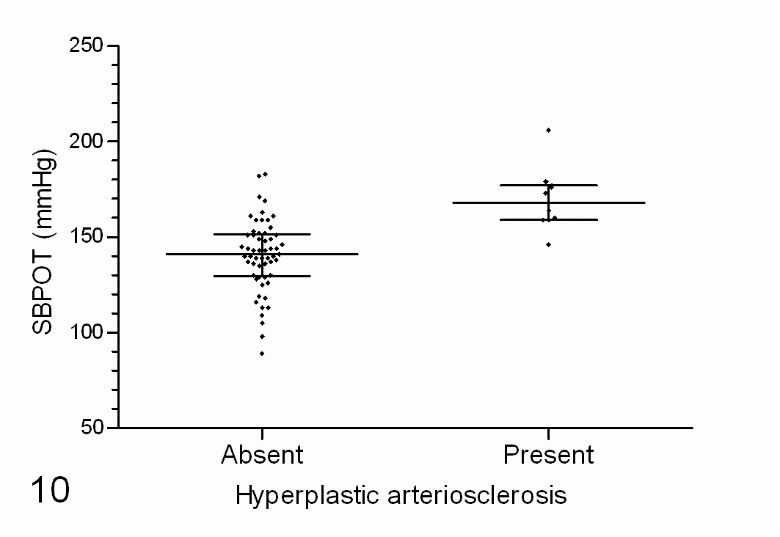 250
200
150
100
50
SBPOT (mmHg)
Absent
Present
Hyperplastic arteriosclerosis
10